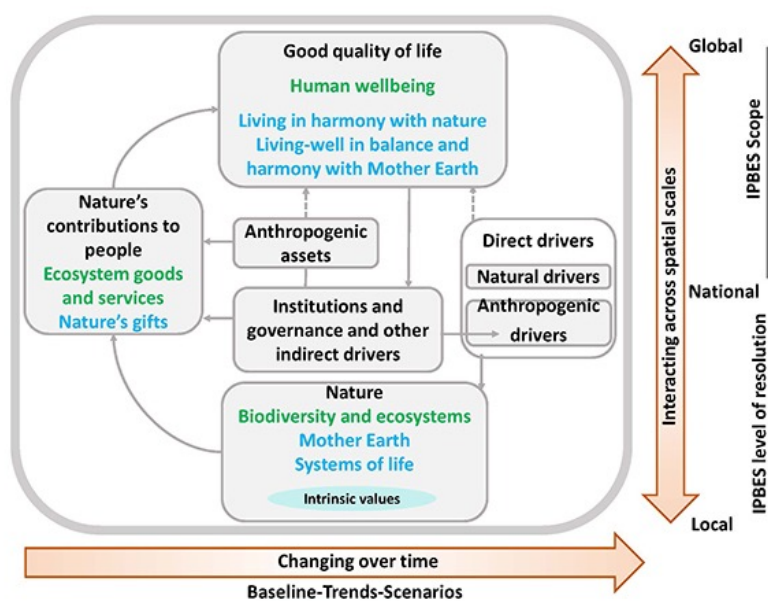 Good quality of life
Human wellbeing
Living in harmony with nature
Living-well in balance and
harmony with Mother Earth
Nature's
contributions to
people
Ecosystem goods
and services
Nature's gifts
Anthropogenic
assets
Direct drivers
Natural drivers
Anthropogenic
drivers
Institutions and
governance and other
indirect drivers
Nature
Biodiversity and ecosystems
Mother Earth
Systems of life
Intrinsic values
Global
National
Local
Interacting across spatial scales
IPBES Scope
IPBES level of resolution
Changing over time
Baseline-Trends-Scenarios